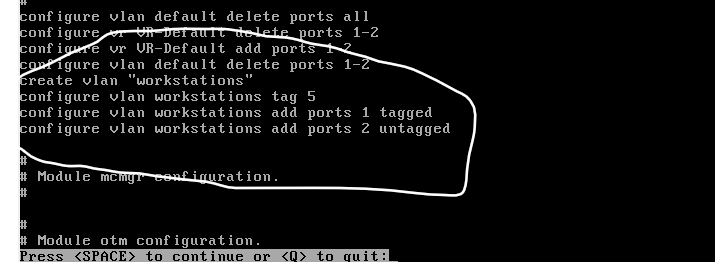 #
configure vlan default delete ports all
configure vr VR-Default delete ports 1-2
configure vr VR-Default add ports 1-2
configure vlan default delete ports 1-2
create vlan "workstations"
configure vlan workstations tag 5
configure vlan workstations add ports 1 tagged
configure vlan workstations add ports 2 untagged
#
# Module mcmgr configuration.
#
#
# Module otm configuration.
Press <SPACE> to continue or <Q> to quit:_